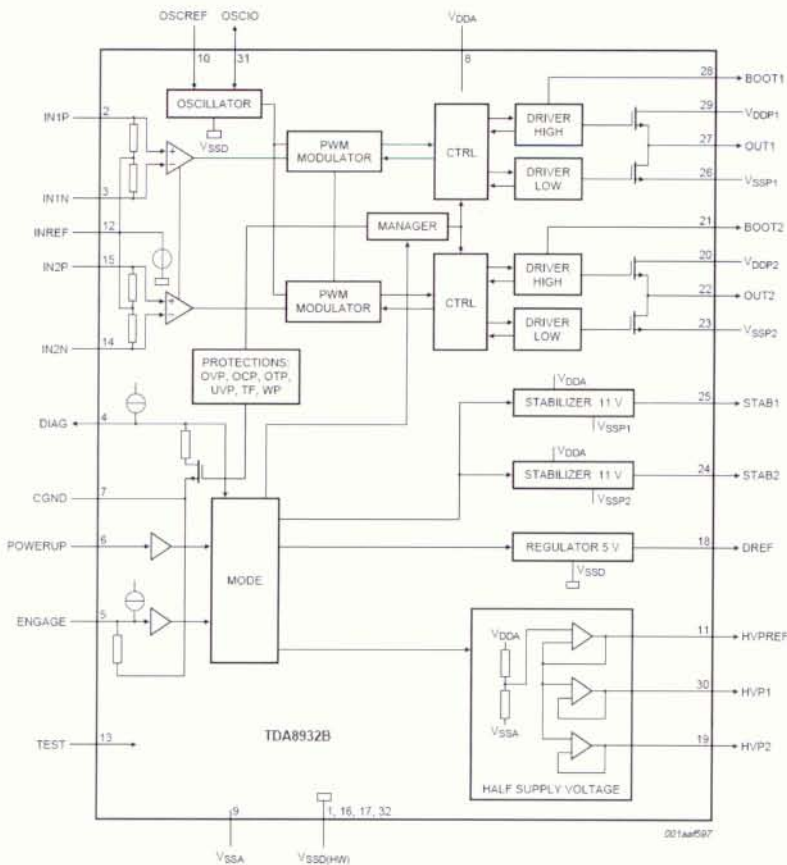 OSCREF OSCIO
VDDA
10 31 8
28 BOOT1
OSCILLATOR
IN1P 2
DRIVER HIGH
29 VDDP1
VSSD
PWM MODULATOR
CTRL
27 OUT1
DRIVER LOW
26 VSSP1
IN1N 3
INREF 12
MANAGER
21 BOOT2
IN2P 15
DRIVER HIGH
20 VDDP2
PWM MODULATOR
CTRL
22 OUT2
DRIVER LOW
23 VSSP2
IN2N 14
PROTECTIONS:
OVP, OCP, OTP,
UVP, TF, WP
VDDA
STABILIZER 11 V
25 STAB1
VSSP1
DIAG 4
VDDA
STABILIZER 11 V
24 STAB2
VSSP2
CGND 7
POWERUP 6
MODE
REGULATOR 5 V
18 DREF
VSSD
ENGAGE 5
VDDA
11 HVPREF
30 HVP1
VSSA
TEST 13
TDA8932B
19 HVP2
HALF SUPPLY VOLTAGE
9 1, 16, 17, 32
001aaf597
VSSA VSSD(HW)